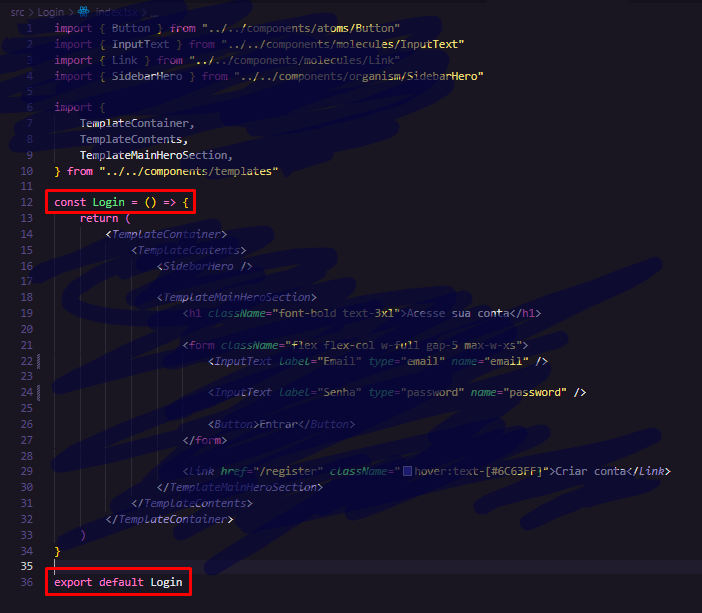 src > Login > index.tsx > ...
1 import { Button } from "../../components/atoms/Button"
2 import { InputText } from "../../components/molecules/InputText"
3 import { Link } from "../../components/molecules/Link"
4 import { SidebarHero } from "../../components/organism/SidebarHero"
5
6 import {
7 TemplateContainer,
8 TemplateContents,
9 TemplateMainHeroSection,
10 } from "../../components/templates"
11
12 const Login = () => {
13 return (
14 <TemplateContainer>
15 <TemplateContents>
16 <SidebarHero />
17
18 <TemplateMainHeroSection>
19 <h1 className="font-bold text-3xl">Acesse sua conta</h1>
20
21 <form className="flex flex-col w-full gap-5 max-w-xs">
22 <InputText label="Email" type="email" name="email" />
23
24 <InputText label="Senha" type="password" name="password" />
25
26 <Button>Entrar</Button>
27 </form>
28
29 <Link href="/register" className="hover:text-[#6C63FF]">Criar conta</Link>
30 </TemplateMainHeroSection>
31 </TemplateContents>
32 </TemplateContainer>
33 )
34 }
35
36 export default Login